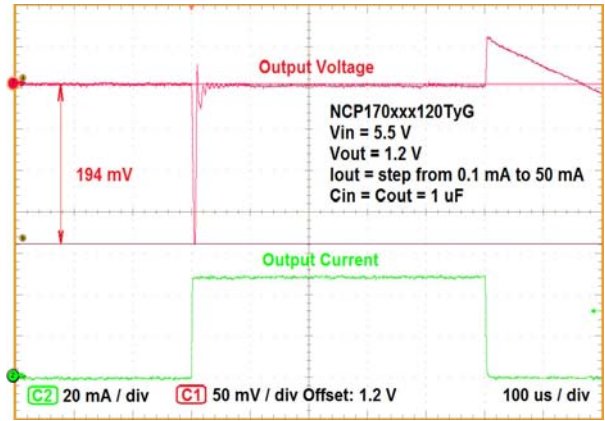 Output Voltage
NCP170xxx120TyG
Vin = 5.5 V
Vout = 1.2 V
Iout = step from 0.1 mA to 50 mA
Cin = Cout = 1 uF
194 mV
Output Current
C2 20 mA / div C1 50 mV / div Offset: 1.2 V 100 us / div